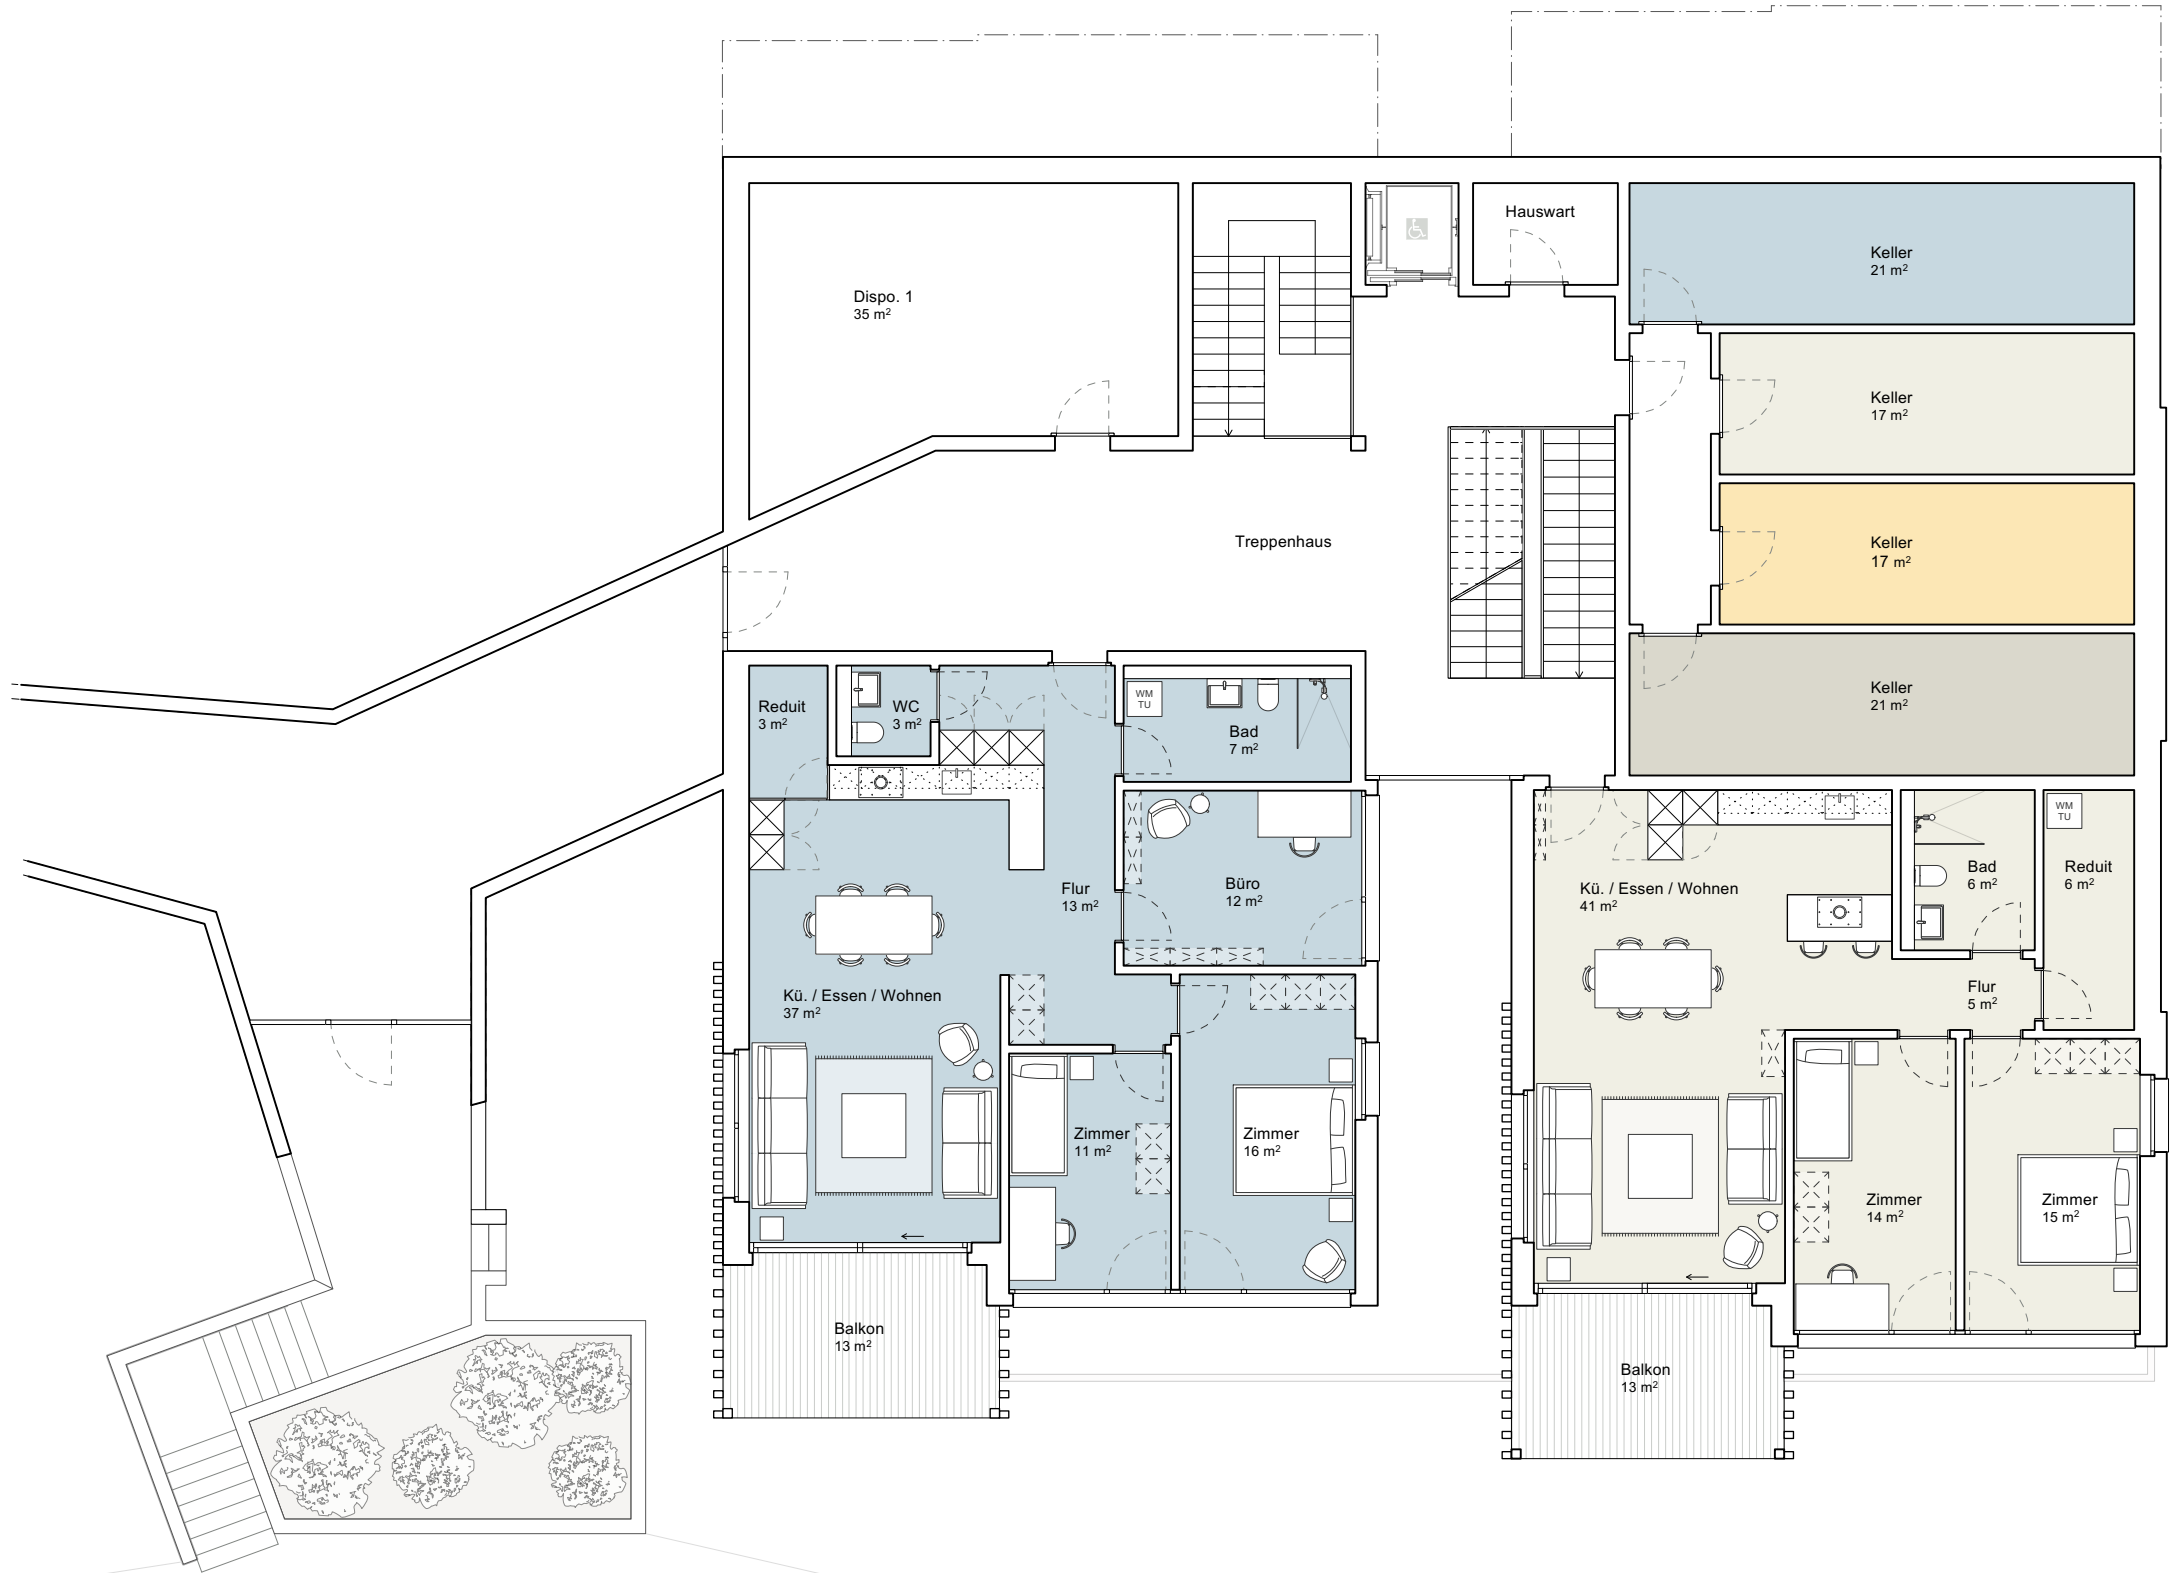 Hauswart
Keller
21 m²
Dispo. 1
35 m²
Keller
17 m²
Treppenhaus
Keller
17 m²
Keller
21 m²
Reduit
3 m²
WC
3 m²
WM
TU
Bad
7 m²
Flur
13 m²
Büro
12 m²
Kü. / Essen / Wohnen
37 m²
Zimmer
11 m²
Zimmer
16 m²
Balkon
13 m²
Kü. / Essen / Wohnen
41 m²
Bad
6 m²
WM
TU
Reduit
6 m²
Flur
5 m²
Zimmer
14 m²
Zimmer
15 m²
Balkon
13 m²